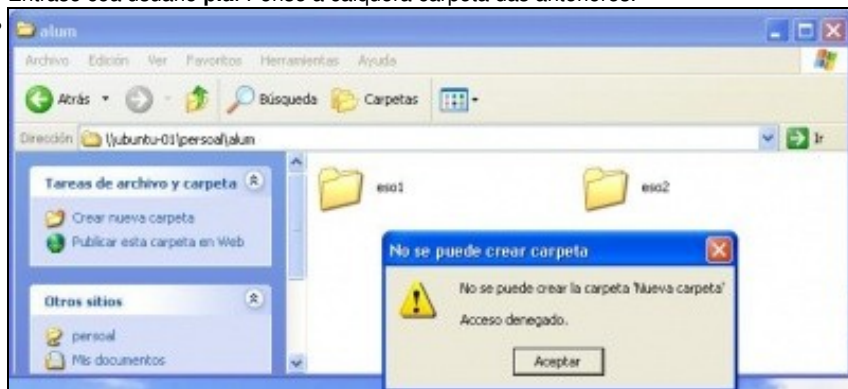 alum
Archivo Edición Ver Favoritos Herramientas Ayuda
Atrás Búsqueda Carpetas
Dirección \\ubuntu-01\persoal\alum Ir
Tareas de archivo y carpeta
Crear nueva carpeta
Publicar esta carpeta en Web
Otros sitios
persoal
Mis documentos
eso1 eso2
No se puede crear carpeta
No se puede crear la carpeta 'Nueva carpeta'
Acceso denegado.
Aceptar